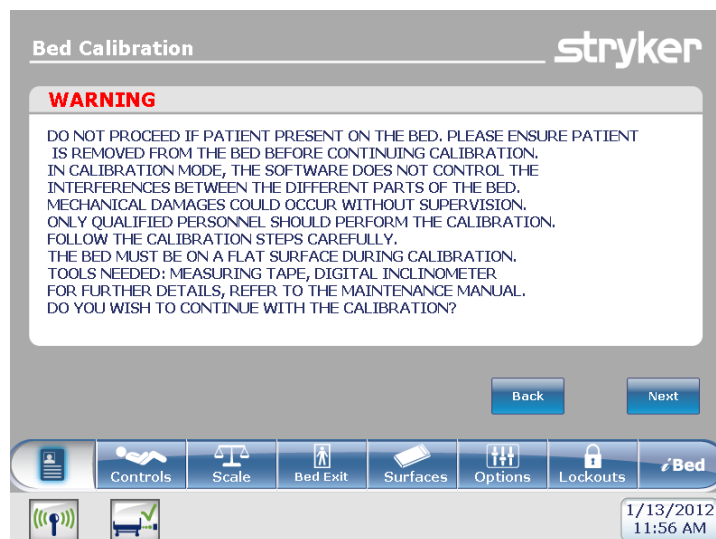 Bed Calibration
stryker
WARNING
DO NOT PROCEED IF PATIENT PRESENT ON THE BED. PLEASE ENSURE PATIENT
IS REMOVED FROM THE BED BEFORE CONTINUING CALIBRATION.
IN CALIBRATION MODE, THE SOFTWARE DOES NOT CONTROL THE
INTERFERENCES BETWEEN THE DIFFERENT PARTS OF THE BED.
MECHANICAL DAMAGES COULD OCCUR WITHOUT SUPERVISION.
ONLY QUALIFIED PERSONNEL SHOULD PERFORM THE CALIBRATION.
FOLLOW THE CALIBRATION STEPS CAREFULLY.
THE BED MUST BE ON A FLAT SURFACE DURING CALIBRATION.
TOOLS NEEDED: MEASURING TAPE, DIGITAL INCLINOMETER
FOR FURTHER DETAILS, REFER TO THE MAINTENANCE MANUAL.
DO YOU WISH TO CONTINUE WITH THE CALIBRATION?
Back
Next
Controls
Scale
Bed Exit
Surfaces
Options
Lockouts
iBed
1/13/2012
11:56 AM